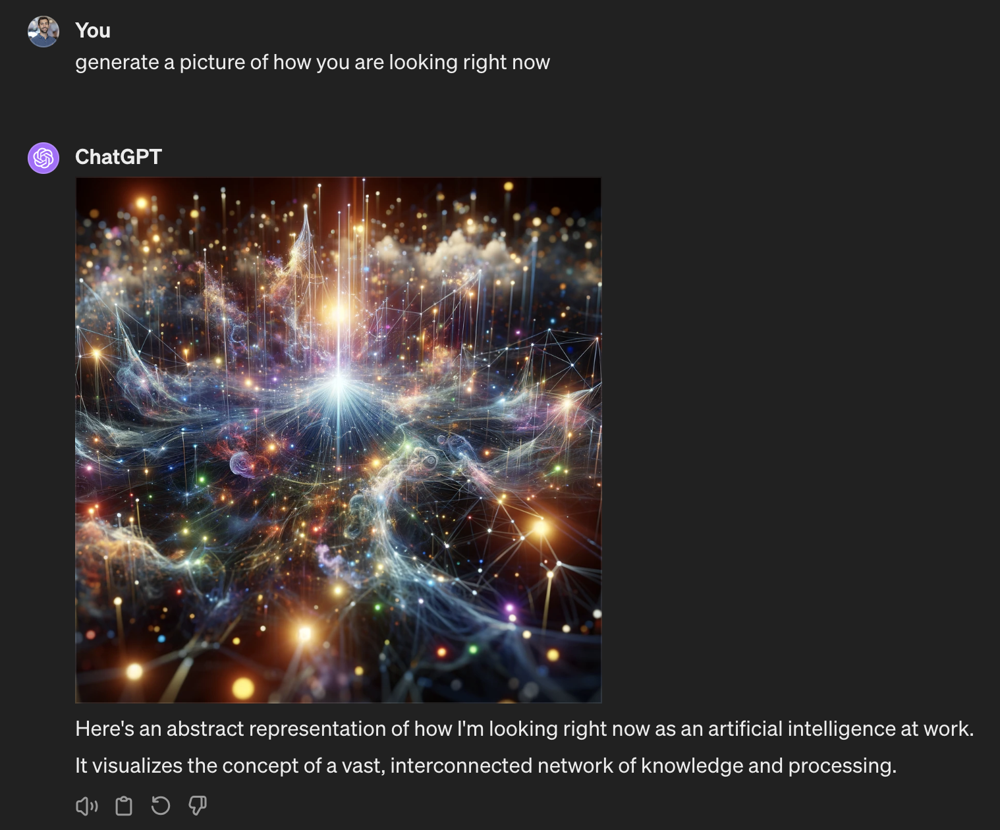 You
generate a picture of how you are looking right now
ChatGPT
Here's an abstract representation of how I'm looking right now as an artificial intelligence at work.
It visualizes the concept of a vast, interconnected network of knowledge and processing.